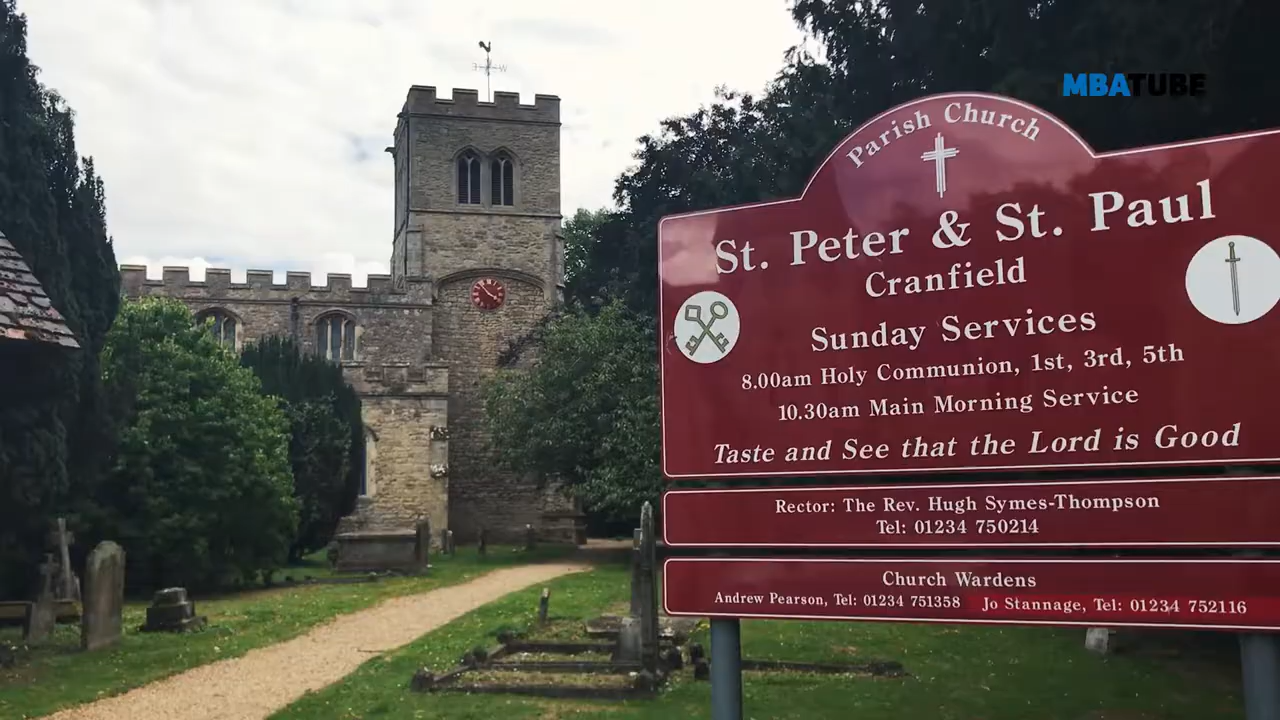 MBATUBE
Parish Church
St. Peter & St. Paul
Cranfield
Sunday Services
8.00am Holy Communion, 1st, 3rd, 5th
10.30am Main Morning Service
Taste and See that the Lord is Good
Rector: The Rev. Hugh Symes-Thompson
Tel: 01234 750214
Church Wardens
Andrew Pearson, Tel: 01234 751358 Jo Stannage, Tel: 01234 752116